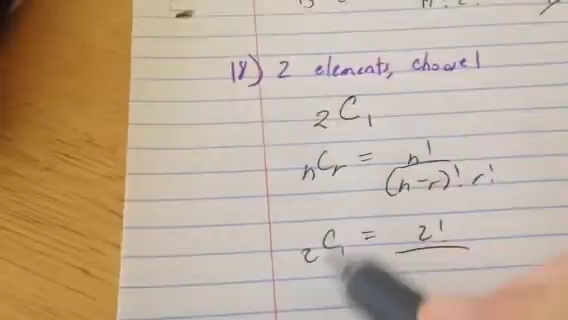 18) 2 elements, choose 1
₂C₁
nCr = n! / (n-r)! r!
₂C₁ = 2!